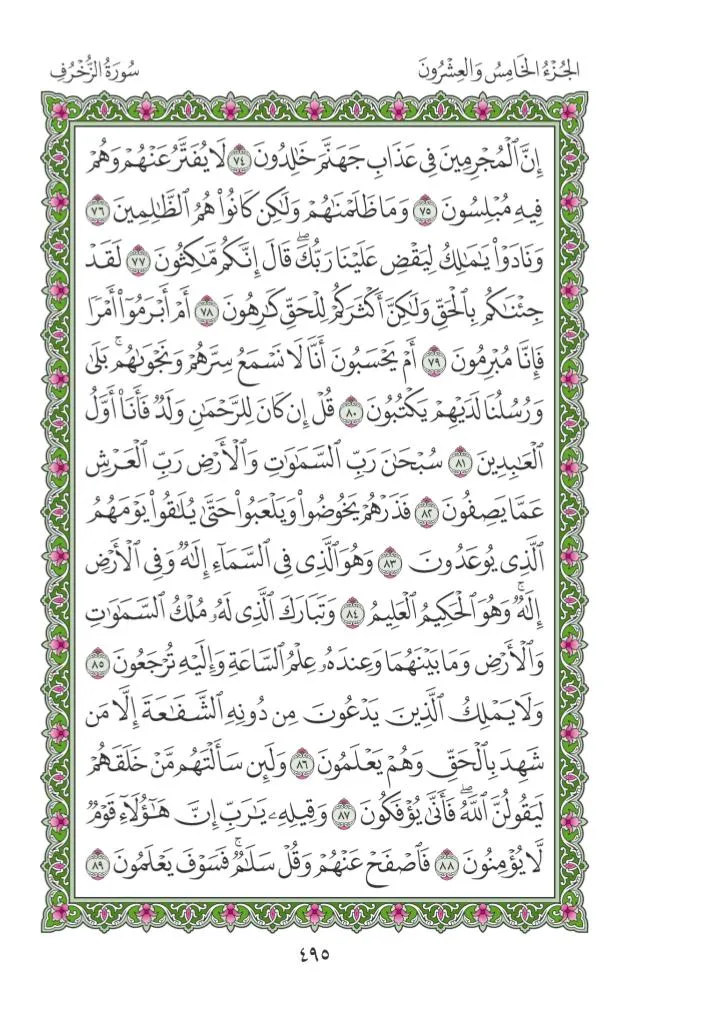 الجُزْءُ الخَامِسُ وَالعِشْرُونَ
سُورَةُ الزُّخْرُفِ
إِنَّ ٱلْمُجْرِمِينَ فِى عَذَابِ جَهَنَّمَ خَٰلِدُونَ ٧٤ لَا يُفَتَّرُ عَنْهُمْ وَهُمْ
فِيهِ مُبْلِسُونَ ٧٥ وَمَا ظَلَمْنَٰهُمْ وَلَٰكِن كَانُوا۟ هُمُ ٱلظَّٰلِمِينَ ٧٦
وَنَادَوْا۟ يَٰمَٰلِكُ لِيَقْضِ عَلَيْنَا رَبُّكَ ۖ قَالَ إِنَّكُم مَّٰكِثُونَ ٧٧ لَقَدْ
جِئْنَٰكُم بِٱلْحَقِّ وَلَٰكِنَّ أَكْثَرَكُمْ لِلْحَقِّ كَٰرِهُونَ ٧٨ أَمْ أَبْرَمُوٓا۟ أَمْرًا
فَإِنَّا مُبْرِمُونَ ٧٩ أَمْ يَحْسَبُونَ أَنَّا لَا نَسْمَعُ سِرَّهُمْ وَنَجْوَىٰهُم ۚ بَلَىٰ
وَرُسُلُنَا لَدَيْهِمْ يَكْتُبُونَ ٨٠ قُلْ إِن كَانَ لِلرَّحْمَٰنِ وَلَدٌ فَأَنَا۠ أَوَّلُ
ٱلْعَٰبِدِينَ ٨١ سُبْحَٰنَ رَبِّ ٱلسَّمَٰوَٰتِ وَٱلْأَرْضِ رَبِّ ٱلْعَرْشِ
عَمَّا يَصِفُونَ ٨٢ فَذَرْهُمْ يَخُوضُوا۟ وَيَلْعَبُوا۟ حَتَّىٰ يُلَٰقُوا۟ يَوْمَهُمُ
ٱلَّذِى يُوعَدُونَ ٨٣ وَهُوَ ٱلَّذِى فِى ٱلسَّمَآءِ إِلَٰهٌ وَفِى ٱلْأَرْضِ
إِلَٰهٌ ۚ وَهُوَ ٱلْحَكِيمُ ٱلْعَلِيمُ ٨٤ وَتَبَارَكَ ٱلَّذِى لَهُۥ مُلْكُ ٱلسَّمَٰوَٰتِ
وَٱلْأَرْضِ وَمَا بَيْنَهُمَا وَعِندَهُۥ عِلْمُ ٱلسَّاعَةِ وَإِلَيْهِ تُرْجَعُونَ ٨٥
وَلَا يَمْلِكُ ٱلَّذِينَ يَدْعُونَ مِن دُونِهِ ٱلشَّفَٰعَةَ إِلَّا مَن
شَهِدَ بِٱلْحَقِّ وَهُمْ يَعْلَمُونَ ٨٦ وَلَئِن سَأَلْتَهُم مَّنْ خَلَقَهُمْ
لَيَقُولُنَّ ٱللَّهُ ۖ فَأَنَّىٰ يُؤْفَكُونَ ٨٧ وَقِيلِهِۦ يَٰرَبِّ إِنَّ هَٰٓؤُلَآءِ قَوْمٌ
لَّا يُؤْمِنُونَ ٨٨ فَٱصْفَحْ عَنْهُمْ وَقُلْ سَلَٰمٌ ۚ فَسَوْفَ يَعْلَمُونَ ٨٩
٤٩٥